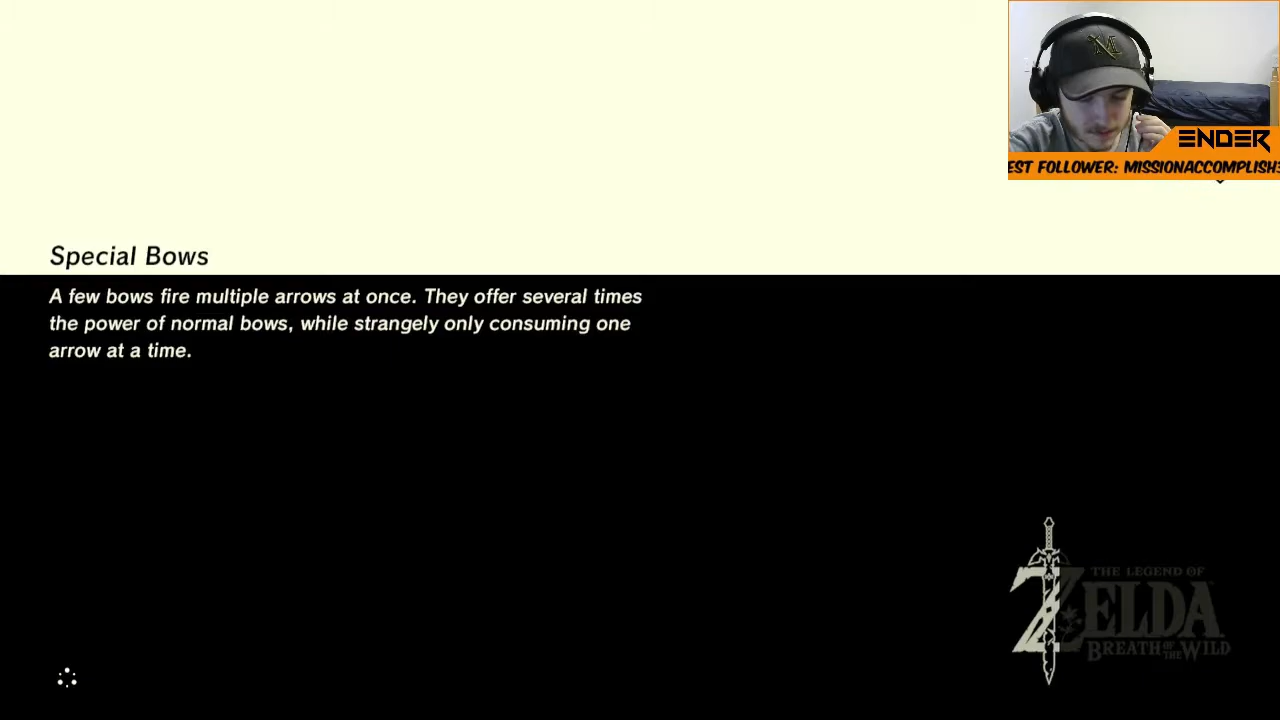 ENDER
EST FOLLOWER: MISSIONACCOMPLISH
Special Bows
A few bows fire multiple arrows at once. They offer several times
the power of normal bows, while strangely only consuming one
arrow at a time.
THE LEGEND OF
ZELDA
BREATH OF THE WILD